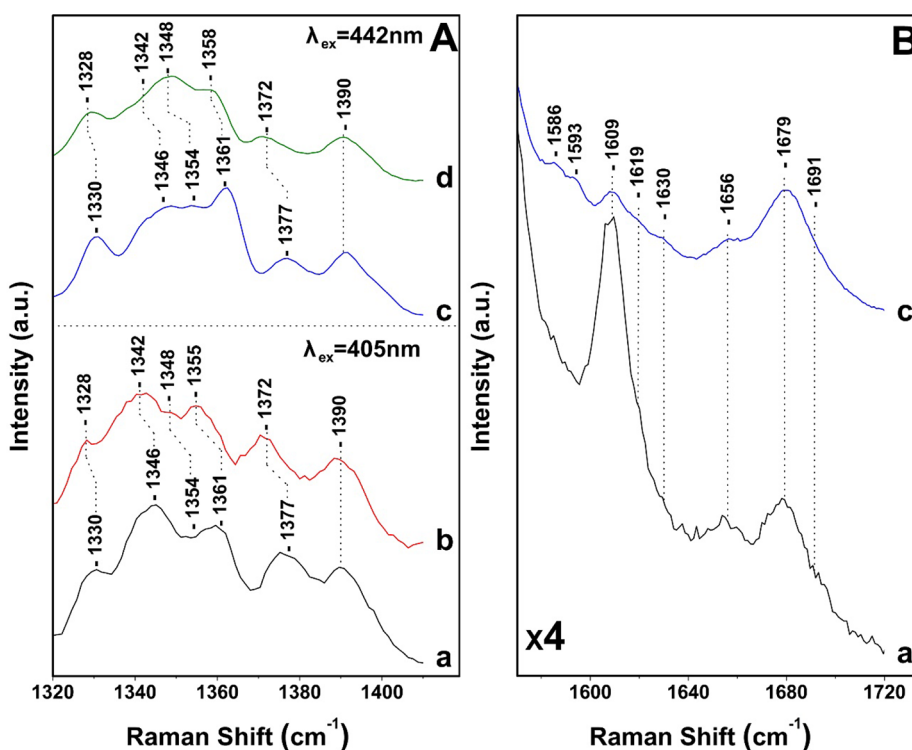 λex=442nm
A
1328
1342
1348
1358
1372
1390
d
1330
1346
1354
1361
1377
c
λex=405nm
1328
1342
1348
1355
1372
1390
b
1330
1346
1354
1361
1377
a
1320 1340 1360 1380 1400
Raman Shift (cm⁻¹)
Intensity (a.u.)
B
1586
1593
1609
1619
1630
1656
1679
1691
c
x4
a
1600 1640 1680 1720
Raman Shift (cm⁻¹)
Intensity (a.u.)